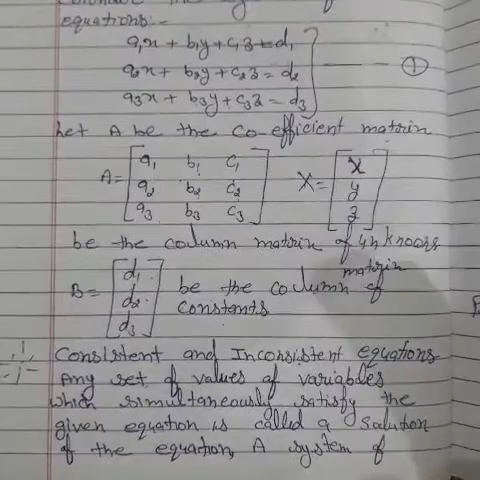 equations:-
a₁x + b₁y + c₁z = d₁
a₂x + b₂y + c₂z = d₂ ——— ①
a₃x + b₃y + c₃z = d₃
Let A be the Co-efficient matrix
A = [a₁ b₁ c₁ X = [x
a₂ b₂ c₂ y
a₃ b₃ c₃] z]
be the column matrix of
B = [d₁ be the column matrix of
d₂ constants
d₃]
Consistent and Inconsistent equations
Any set of values of variables
which simultaneously satisfy the
given equation is called a Solution
of the equation, A system of